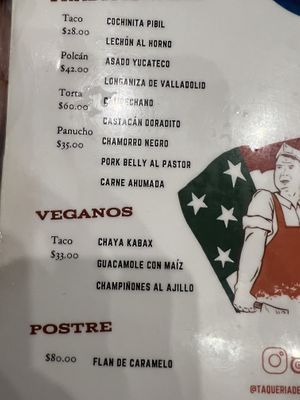 Taco
$28.00
COCHINITA PIBIL
LECHÓN AL HORNO
Polcán
$42.00
ASADO YUCATECO
LONGANIZA DE VALLADOLID
Torta
$60.00
CASTACÁN DORADITO
Panucho
$35.00
CHAMORRO NEGRO
PORK BELLY AL PASTOR
CARNE AHUMADA
VEGANOS
Taco
$33.00
CHAYA KABAX
GUACAMOLE CON MAÍZ
CHAMPIÑONES AL AJILLO
POSTRE
$80.00
FLAN DE CARAMELO
@TAQUERIADE